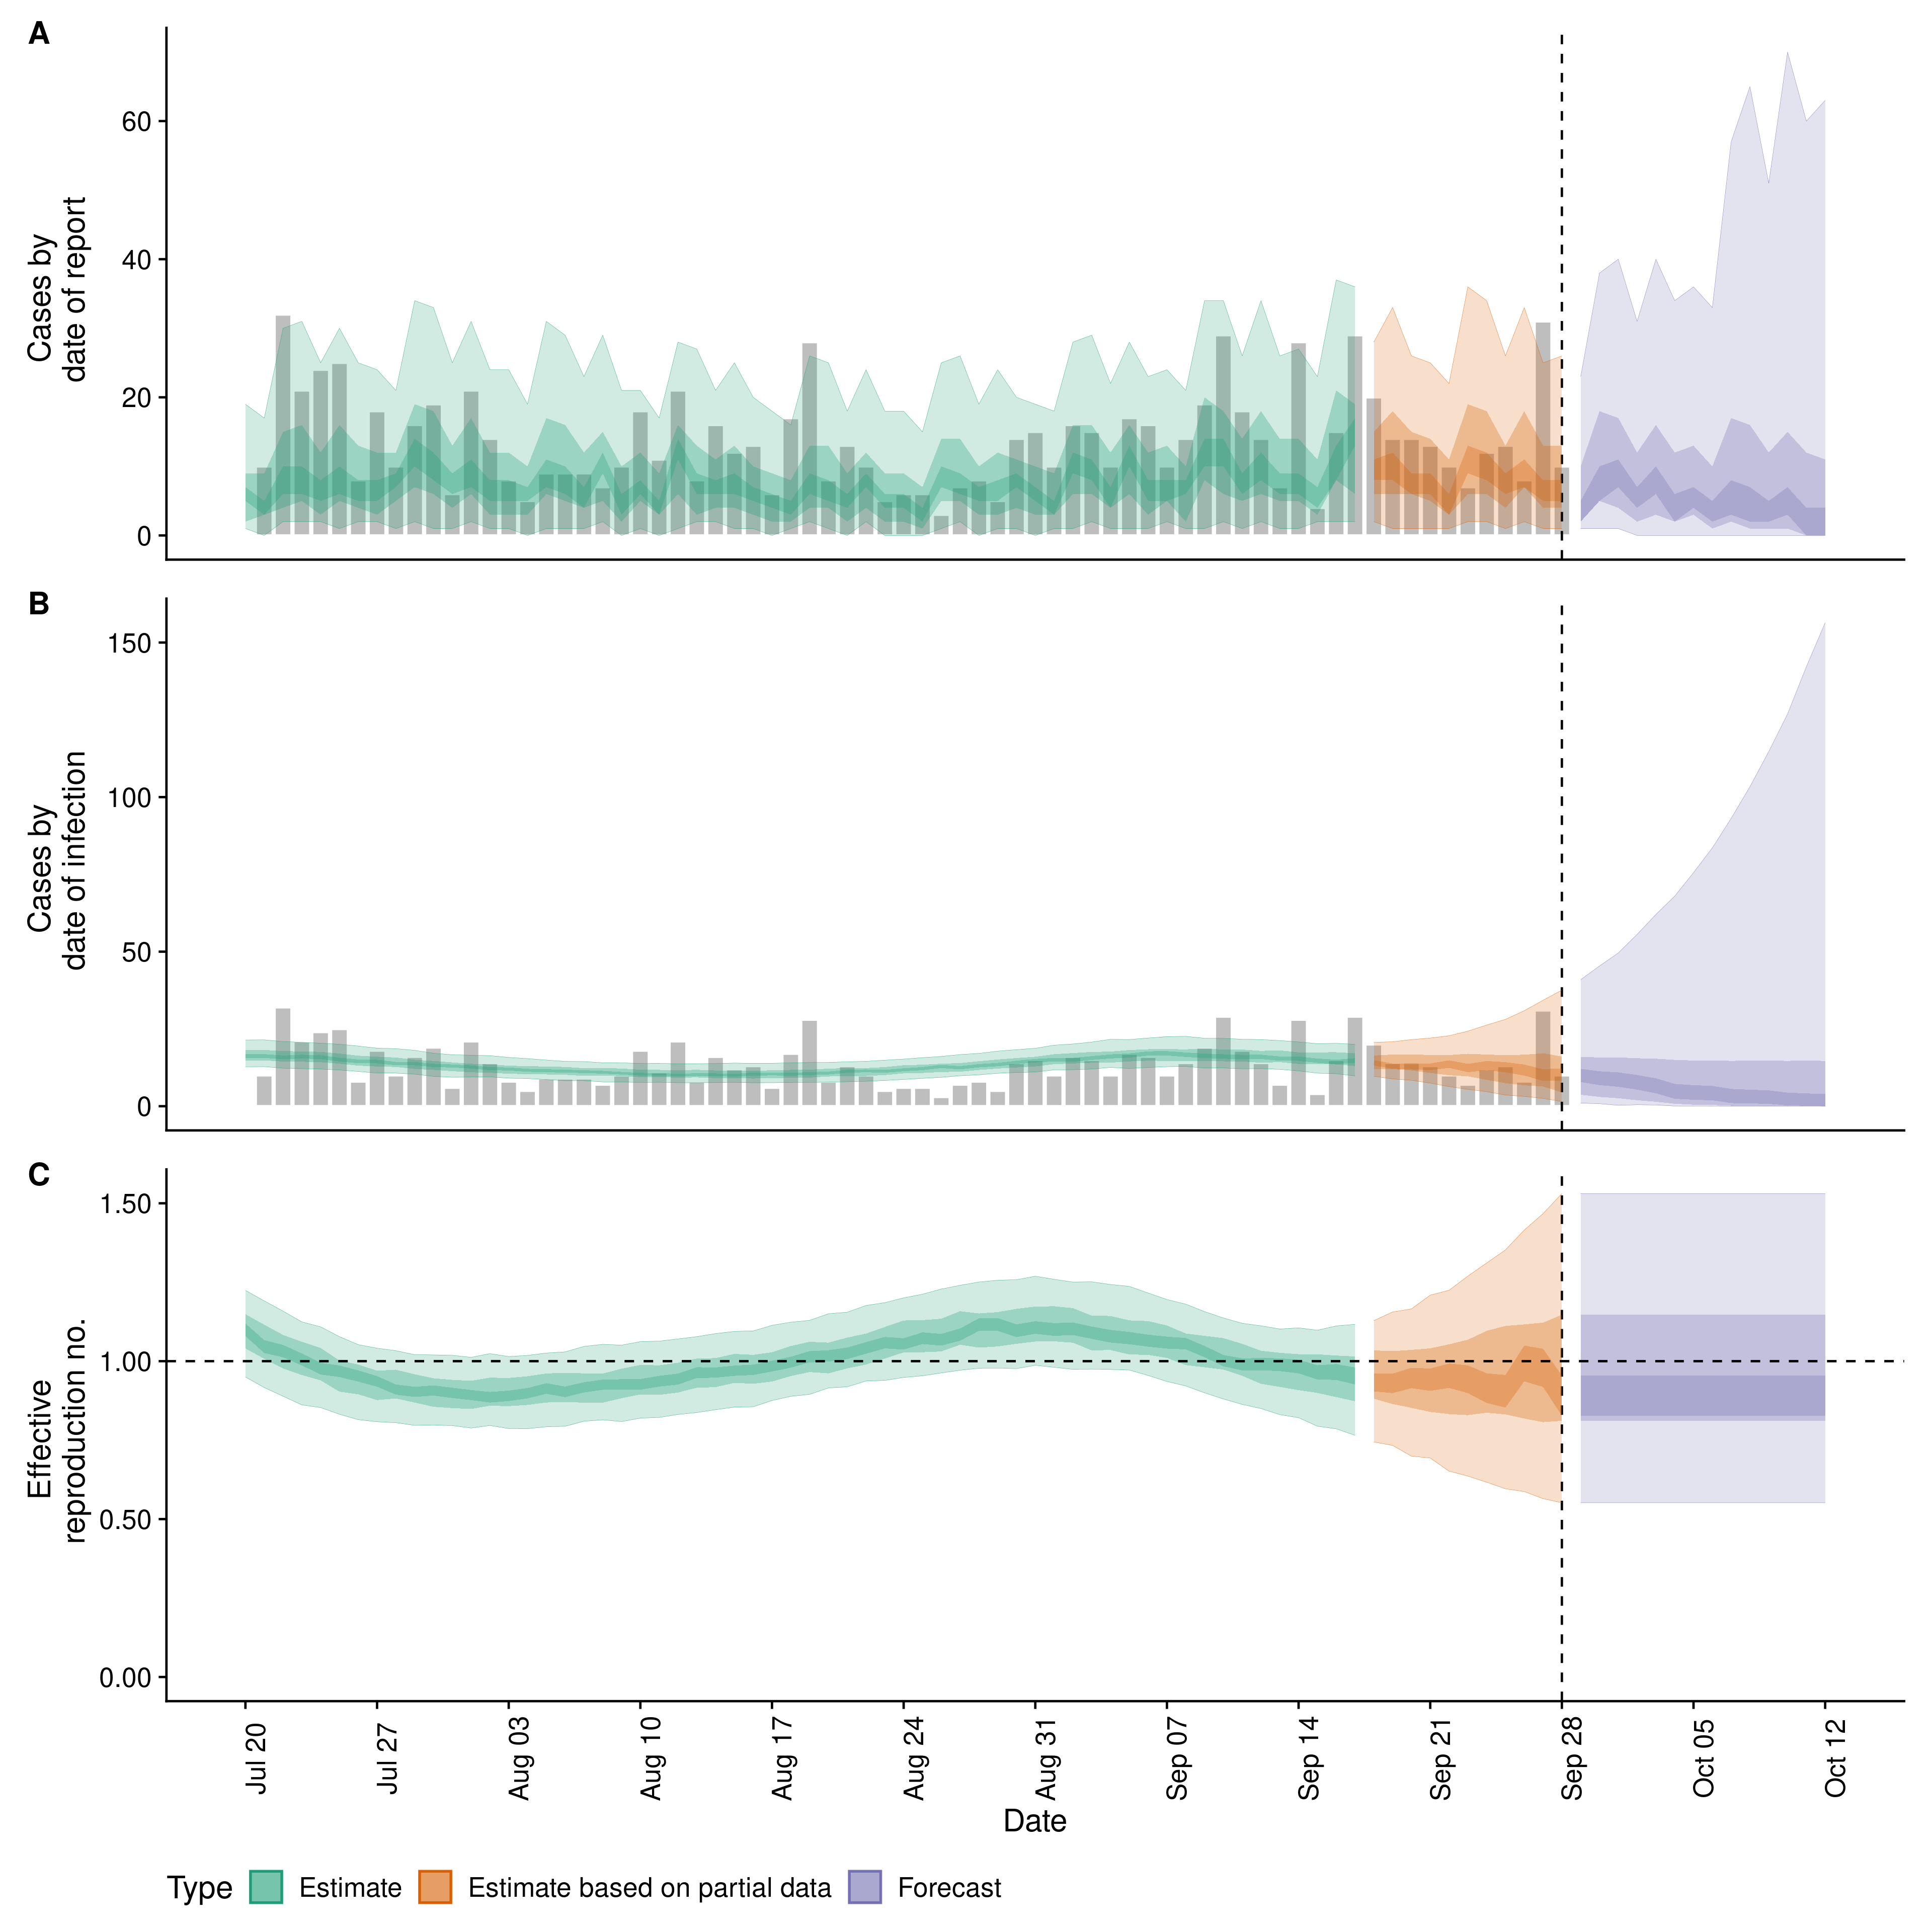 A
Cases by
date of report
60
40
20
0
B
Cases by
date of infection
150
100
50
0
C
Effective
reproduction no.
1.50
1.00
0.50
0.00
Jul 20
Jul 27
Aug 03
Aug 10
Aug 17
Aug 24
Aug 31
Sep 07
Sep 14
Sep 21
Sep 28
Oct 05
Oct 12
Date
Type Estimate Estimate based on partial data Forecast